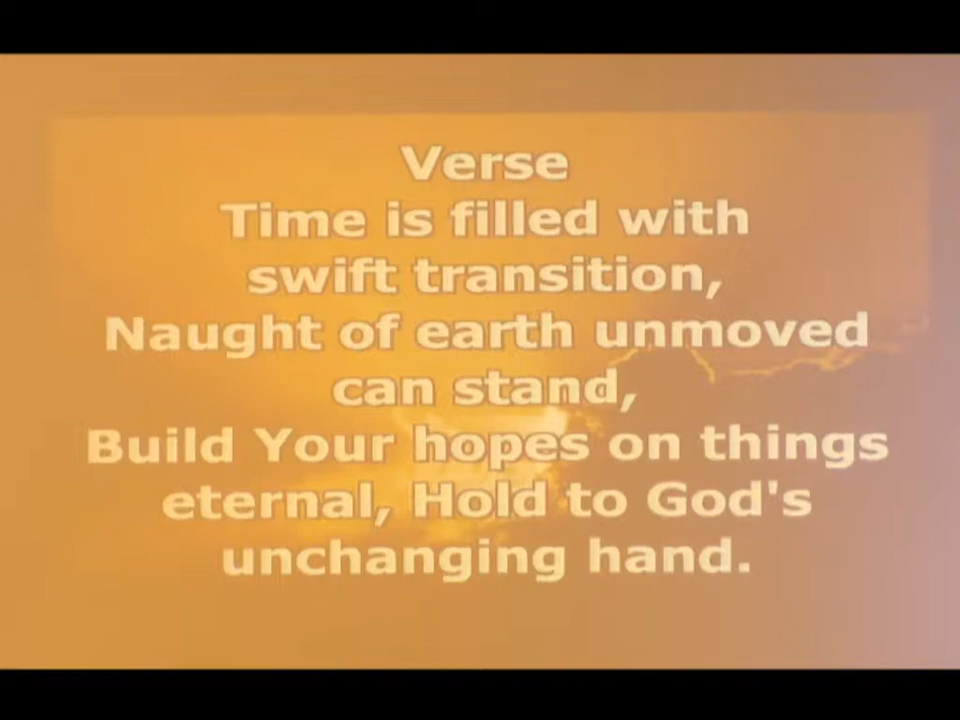 Verse
Time is filled with
swift transition,
Naught of earth unmoved
can stand,
Build Your hopes on things
eternal, Hold to God's
unchanging hand.